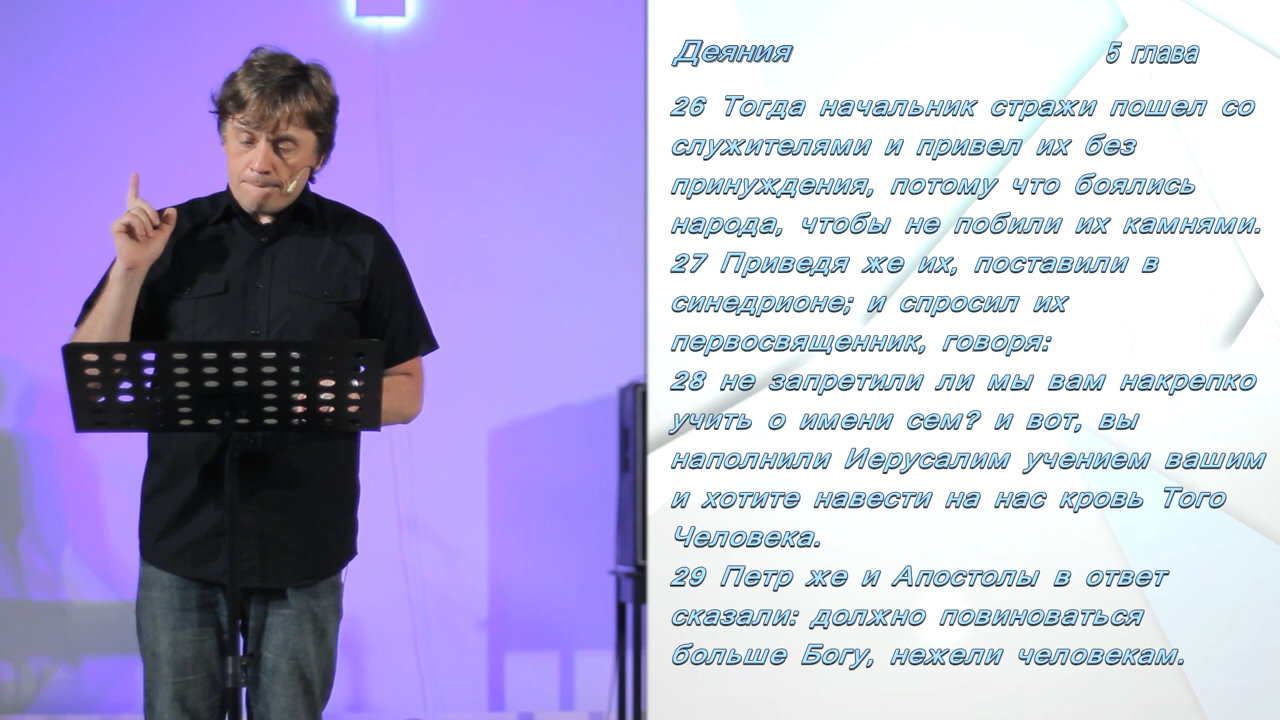 Деяния 5 глава
26 Тогда начальник стражи пошел со
служителями и привел их без
принуждения, потому что боялись
народа, чтобы не побили их камнями.
27 Приведя же их, поставили в
синедрионе; и спросил их
первосвященник, говоря:
28 не запретили ли мы вам накрепко
учить о имени сем? и вот, вы
наполнили Иерусалим учением вашим
и хотите навести на нас кровь Того
Человека.
29 Петр же и Апостолы в ответ
сказали: должно повиноваться
больше Богу, нежели человекам.